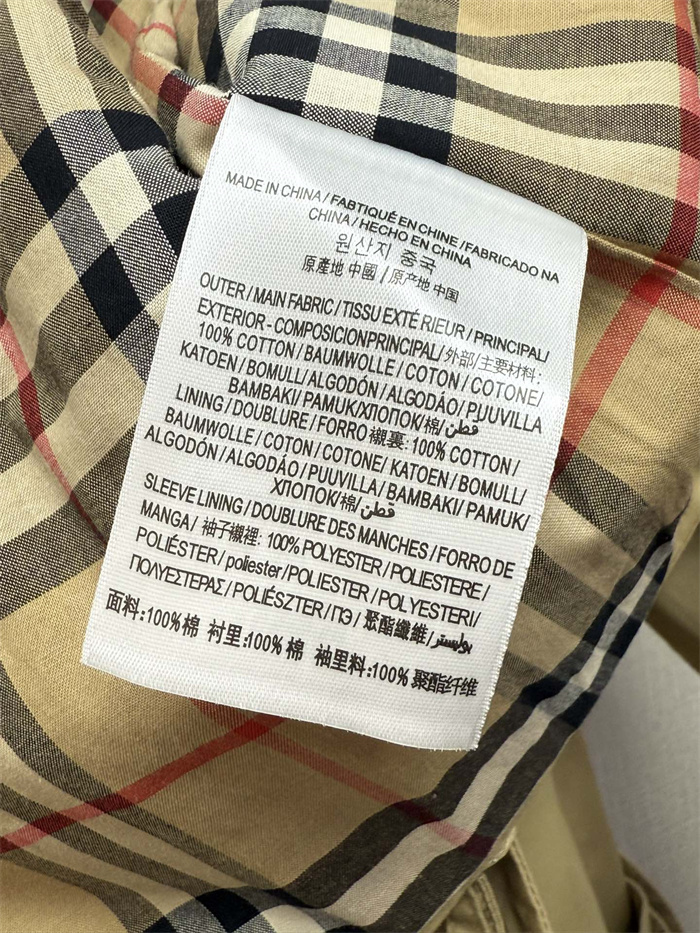 MADE IN CHINA / FABTIQUÉ EN CHINE /FABRICADO NA
CHINA / HECHO EN CHINA
원산지 중국
原產地 中國 / 原产地 中国
OUTER / MAIN FABRIC / TISSU EXTÉ RIEUR / PRINCIPAL/
EXTERIOR - COMPOSICIONPRINCIPAL/ 外部/主要材料:
100% COTTON / BAUMWOLLE / COTON / COTONE/
KATOEN / BOMULL/ ALGODÓN / ALGODÁO/ PUUVILLA
BAMBAKI/ PAMUK/ХЛОПОК/棉/قطن
LINING / DOUBLURE / FORRO 襯裏: 100% COTTON /
BAUMWOLLE / COTON / COTONE/ KATOEN / BOMULL/
ALGODÓN / ALGODÁO / PUUVILLA / BAMBAKI/ PAMUK/
ХЛОПОК/棉/ قطن
SLEEVE LINING / DOUBLURE DES MANCHES / FORRO DE
MANGA / 袖子襯裡: 100% POLYESTER / POLIESTERE /
POLIÉSTER / poliester /POLIESTER / POLYESTERI /
ΠΟΛΥΕΣΤΕΡΑΣ / POLIÉSZTER / ПЭ / 聚酯纖維 / بوليستر
面料:100%棉 衬里:100%棉 袖里料:100%聚酯纤维